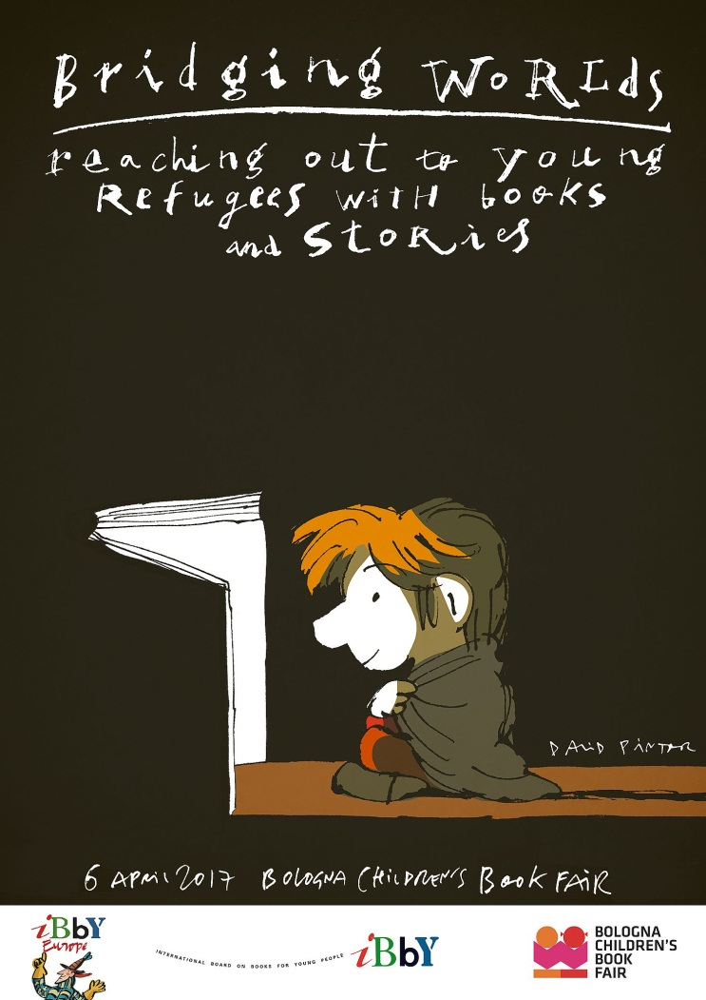 Bridging WORLds
reaching out to young
Refugees with books
and Stories
DAViD PiNTOR
6 APRiL 2017 BOLOGNA CHiLDREN'S Book FAiR
iBbY
Europe
INTERNATIONAL BOARD ON BOOKS FOR YOUNG PEOPLE
iBbY
BOLOGNA
CHILDREN'S
BOOK
FAIR